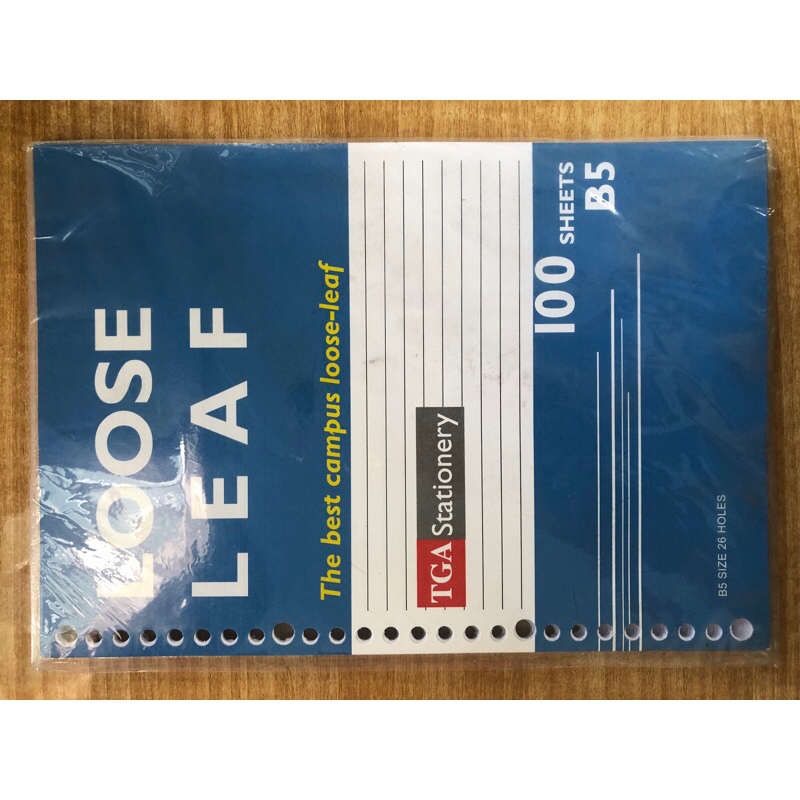 LOOSE
LEAF
The best campus loose-leaf
TGA Stationery
100 SHEETS
B5
B5 SIZE 26 HOLES